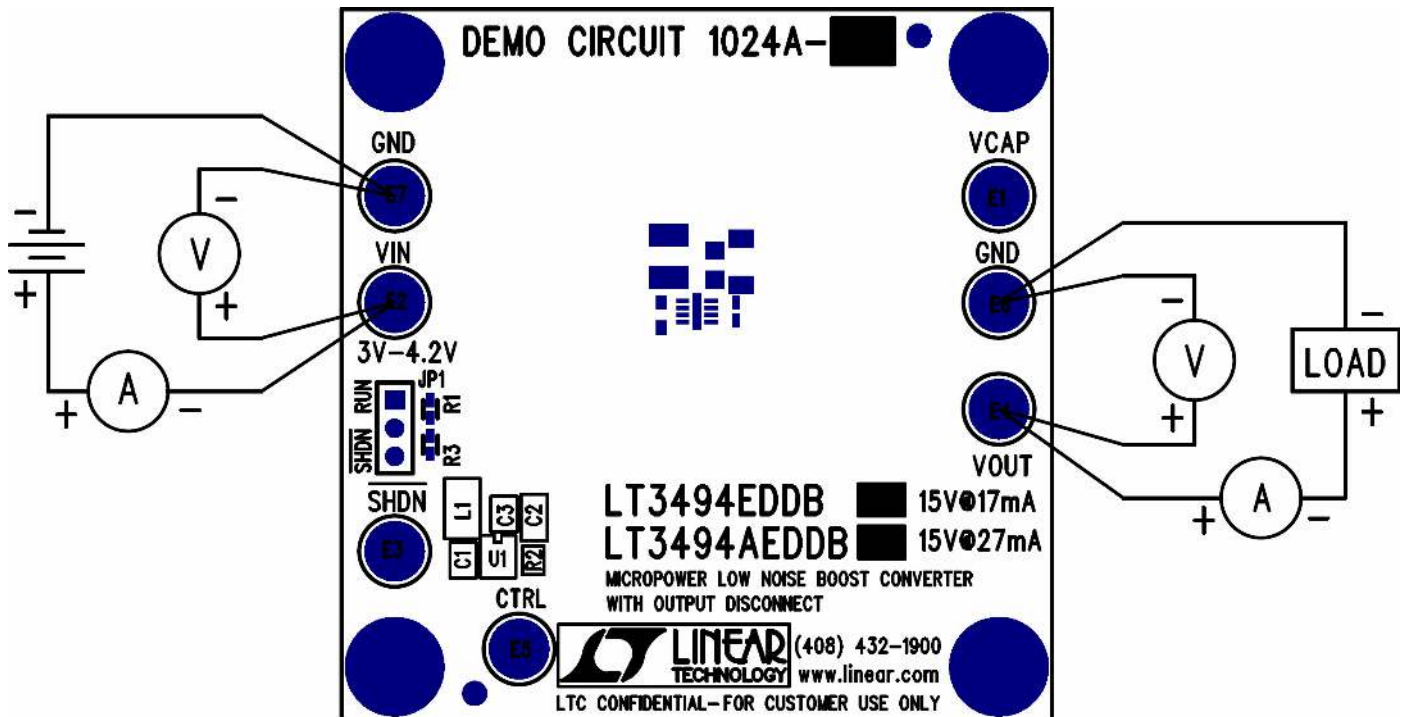 DEMO CIRCUIT 1024A-
GND
VCAP
E7
E1
-
V
+
VIN
GND
E2
-
+
3V-4.2V
+
A
-
-
V
+
-
LOAD
+
JP1
RUN
SHDN
R1
R3
E4
VOUT
+
A
-
SHDN
E3
L1
C3
C2
C1
U1
R2
LT3494EDDB 15V@17mA
LT3494AEDDB 15V@27mA
MICROPOWER LOW NOISE BOOST CONVERTER
WITH OUTPUT DISCONNECT
CTRL
E5
LT LINEAR
TECHNOLOGY
(408) 432-1900
www.linear.com
LTC CONFIDENTIAL-FOR CUSTOMER USE ONLY